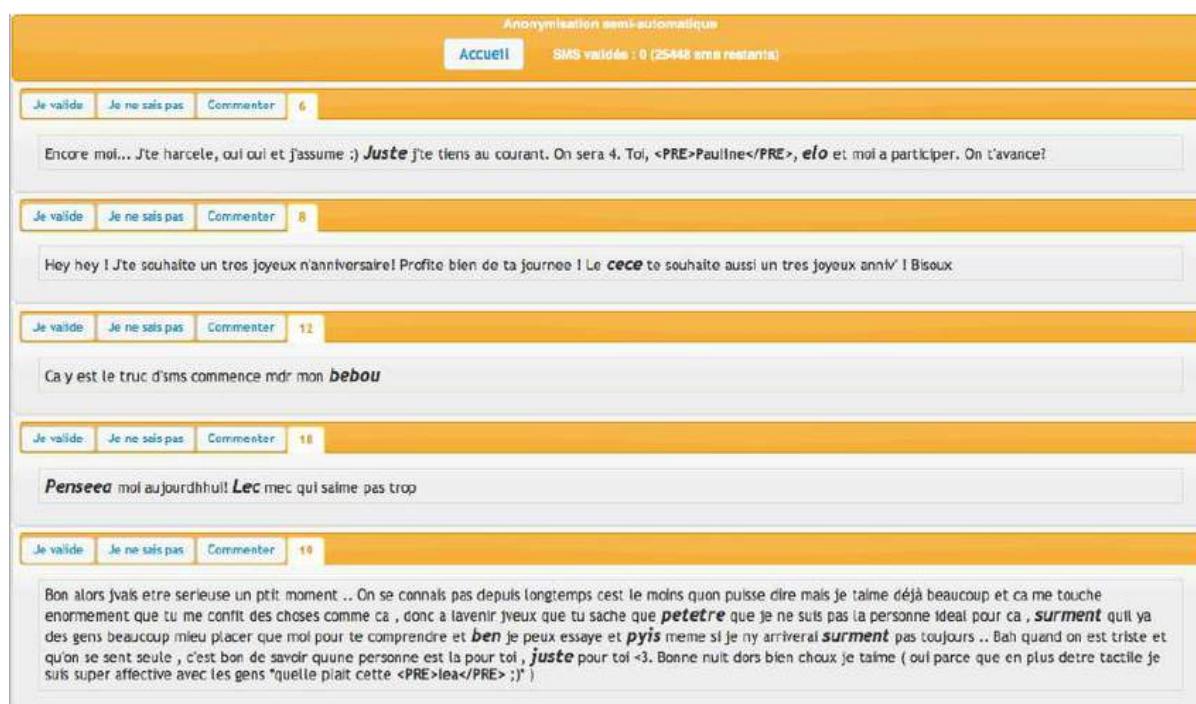 Anonymisation semi-automatique
Accueil SMS validés : 0 (25448 sms restants)
Je valide Je ne sais pas Commenter 6
Encore moi... J'te harcele, oui oui et j'assume :) Juste j'te tiens au courant. On sera 4. Toi, <PRE>Pauline</PRE>, elo et moi a participer. On t'avance?
Je valide Je ne sais pas Commenter 8
Hey hey ! J'te souhaite un tres joyeux n'anniversaire! Profite bien de ta journee ! Le cece te souhaite aussi un tres joyeux anniv' ! Bisoux
Je valide Je ne sais pas Commenter 12
Ca y est le truc d'sms commence mdr mon bebou
Je valide Je ne sais pas Commenter 18
Penseea moi aujourdhhui! Lec mec qui saime pas trop
Je valide Je ne sais pas Commenter 19
Bon alors jvais etre serieuse un ptit moment .. On se connais pas depuis longtemps cest le moins quon puisse dire mais je taime déjà beaucoup et ca me touche
enormement que tu me confit des choses comme ca , donc a lavenir jveux que tu sache que petetre que je ne suis pas la personne ideal pour ca , surment quil ya
des gens beaucoup mieu placer que moi pour te comprendre et ben je peux essaye et pyis meme si je ny arriverai surment pas toujours .. Bah quand on est triste et
qu'on se sent seule , c'est bon de savoir quune personne est la pour toi , juste pour toi <3. Bonne nuit dors bien choux je taime ( oui parce que en plus detre tactile je
suis super affective avec les gens "quelle plait cette <PRE>lea</PRE> ;)" )